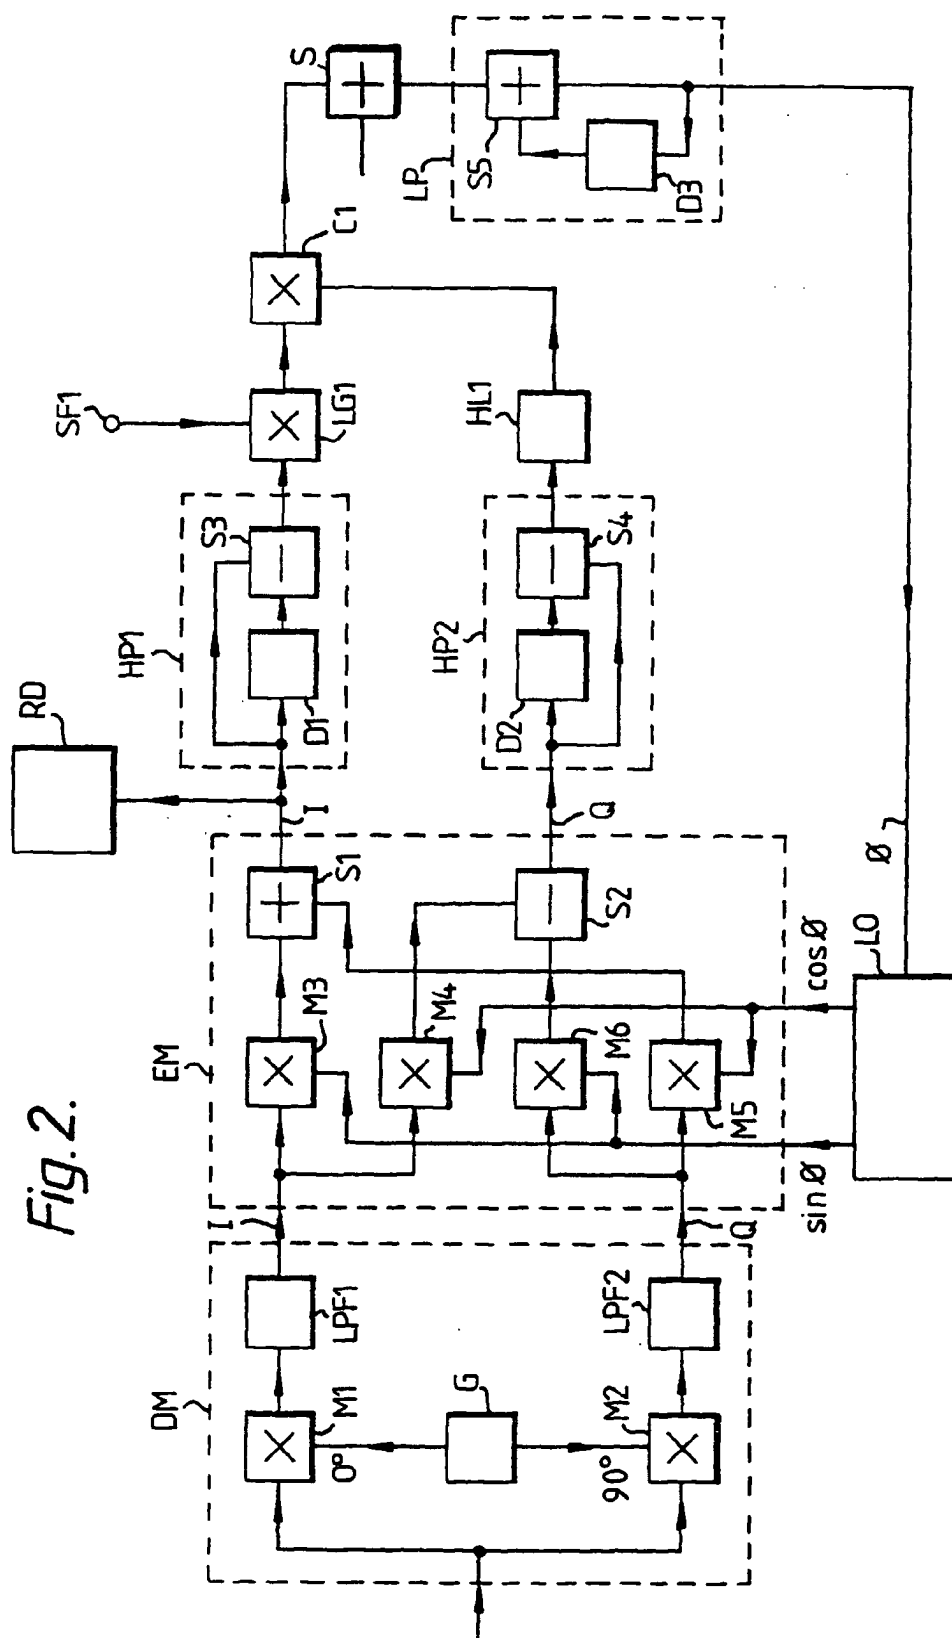 Fig. 2.
DM
M1
0°
G
90°
M2
LPF1
LPF2
I
Q
EM
M3
M4
M6
M5
S1
S2
sin Ø
cos Ø
LO
Ø
I
Q
RD
HP1
D1
S3
HP2
D2
S4
SF1
LG1
HL1
C1
S
LP
S5
D3